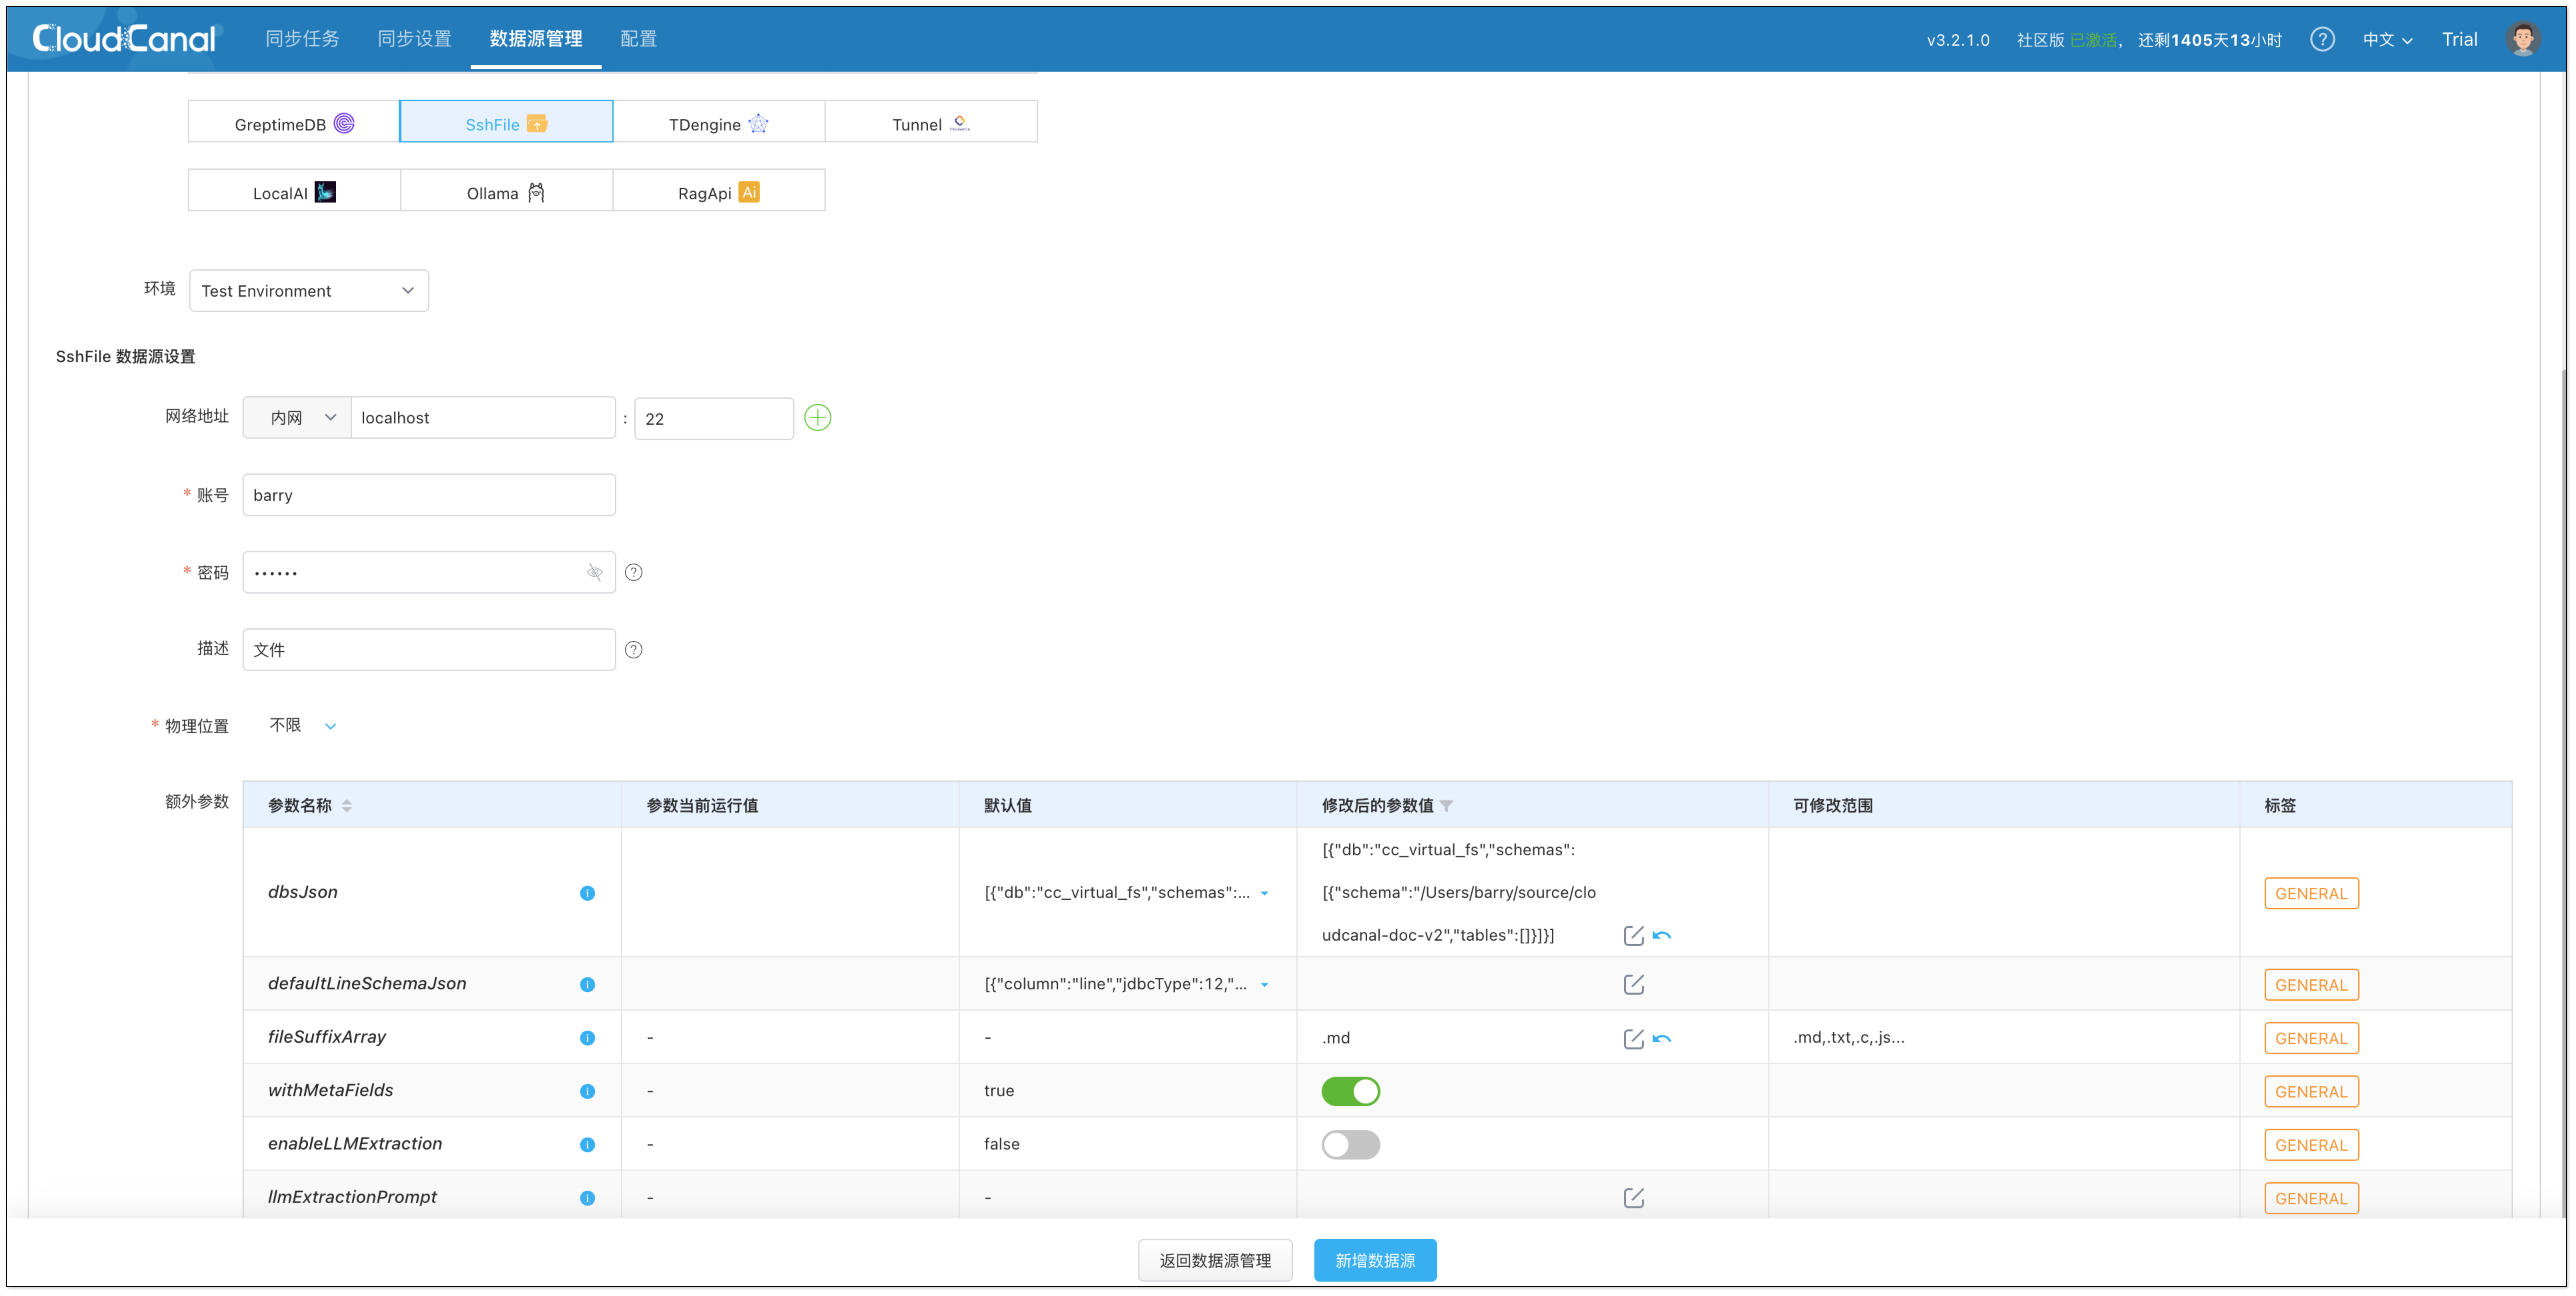 CloudCanal 同步任务 同步设置 数据源管理 配置 v3.2.1.0 社区版 已激活， 还剩1405天13小时 ? 中文 Trial
GreptimeDB SshFile TDengine Tunnel
LocalAI Ollama RagApi Ai
环境 Test Environment
SshFile 数据源设置
网络地址 内网 localhost : 22
* 账号 barry
* 密码 •••••• ?
描述 文件 ?
* 物理位置 不限
额外参数 参数名称 参数当前运行值 默认值 修改后的参数值 可修改范围 标签
dbsJson [{"db":"cc_virtual_fs","schemas":... [{"db":"cc_virtual_fs","schemas":
[{"schema":"/Users/barry/source/clo
udcanal-doc-v2","tables":[]}]}] GENERAL
defaultLineSchemaJson [{"column":"line","jdbcType":12,"... GENERAL
fileSuffixArray - - .md .md,.txt,.c,.js... GENERAL
withMetaFields - true GENERAL
enableLLMExtraction - false GENERAL
llmExtractionPrompt - - GENERAL
返回数据源管理 新增数据源